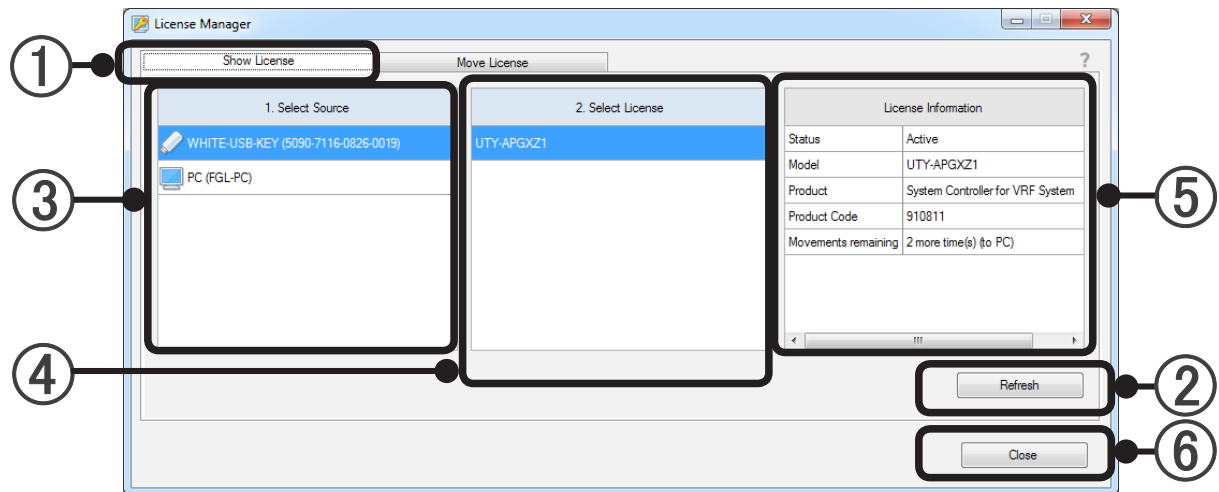 License Manager
① Show License Move License ?
1. Select Source 2. Select License License Information
WHITE-USB-KEY (5090-7116-0826-0019) UTY-APGXZ1 Status Active
PC (FGL-PC) Model UTY-APGXZ1
③ Product System Controller for VRF System ⑤
Product Code 910811
Movements remaining 2 more time(s) (to PC)
④ Refresh ②
Close ⑥